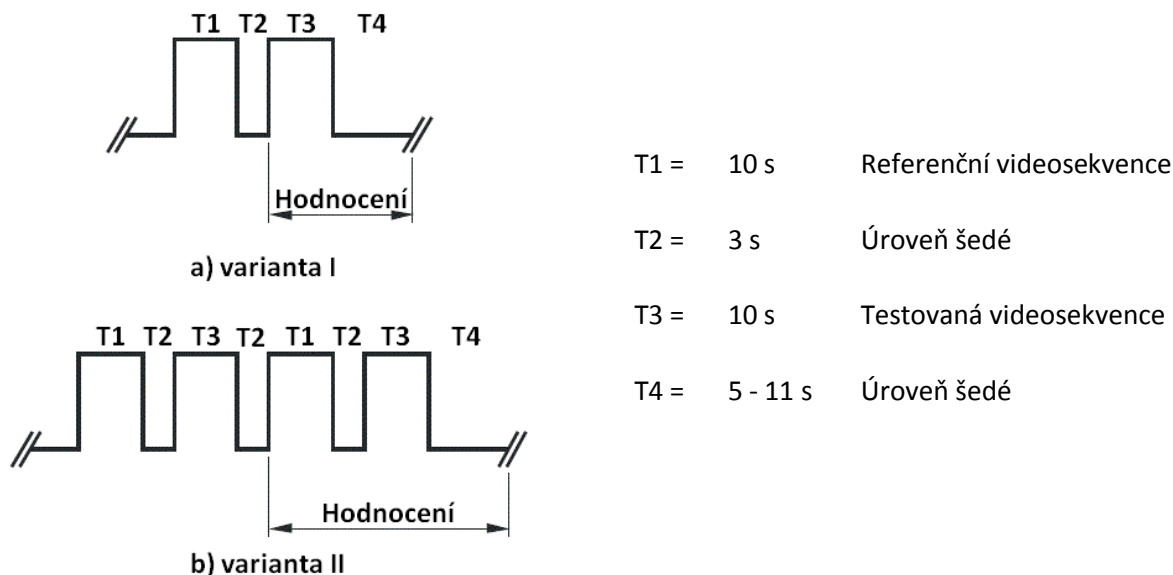 T1 T2 T3 T4
Hodnocení
a) varianta I
T1 T2 T3 T2 T1 T2 T3 T4
Hodnocení
b) varianta II
T1 = 10 s Referenční videosekvence
T2 = 3 s Úroveň šedé
T3 = 10 s Testovaná videosekvence
T4 = 5 - 11 s Úroveň šedé